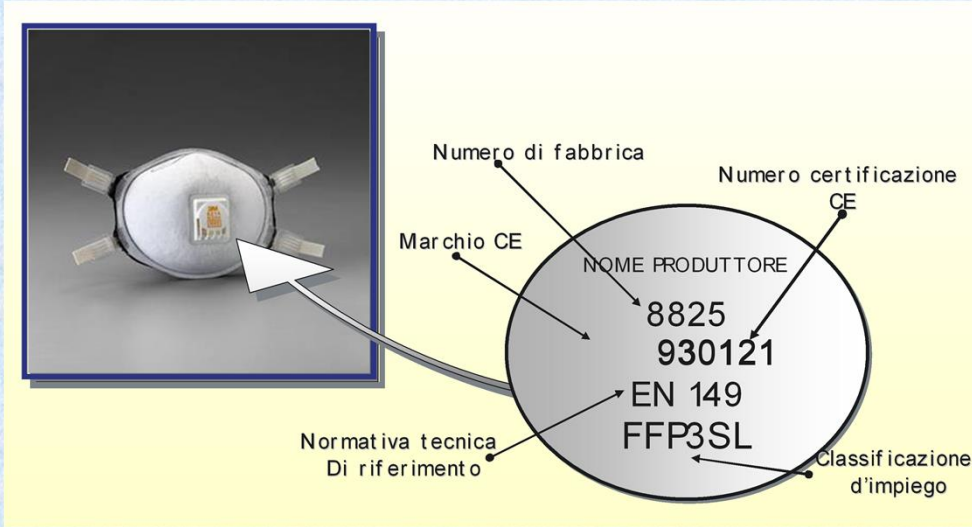 Numero di fabbrica
Numero certificazione
CE
Marchio CE
NOME PRODUTTORE
8825
930121
EN 149
FFP3SL
Normativa tecnica
Di riferimento
Classificazione
d'impiego